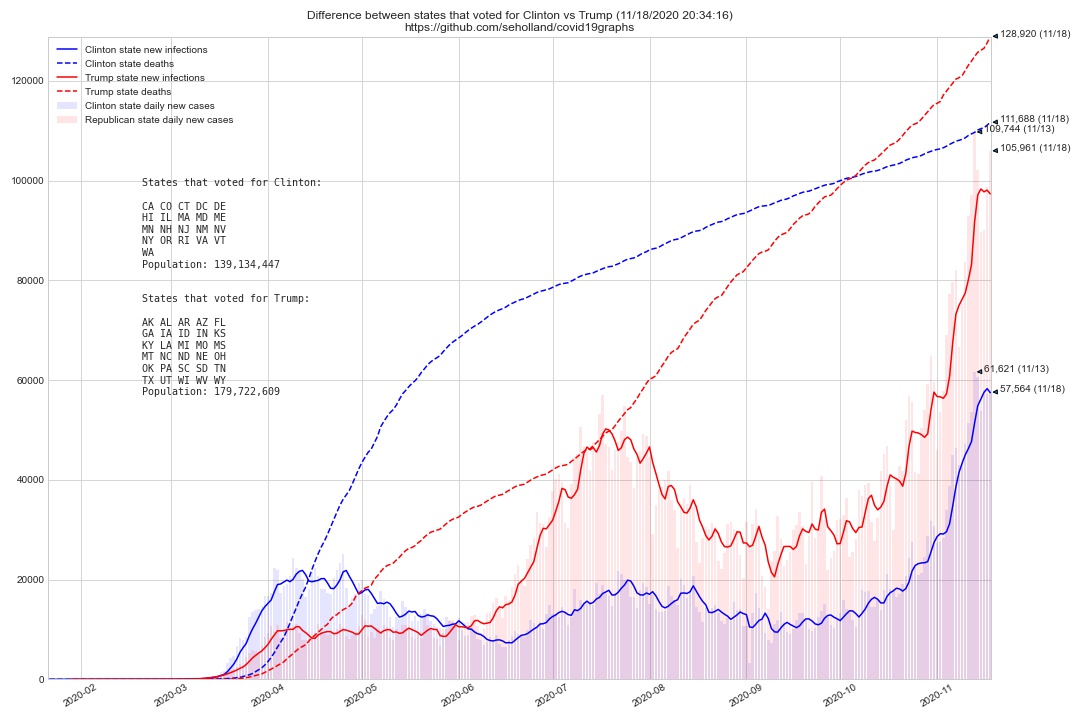 Difference between states that voted for Clinton vs Trump (11/18/2020 20:34:16)
https://github.com/seholland/covid19graphs
Clinton state new infections
Clinton state deaths
Trump state new infections
Trump state deaths
Clinton state daily new cases
Republican state daily new cases
States that voted for Clinton:
CA CO CT DC DE
HI IL MA MD ME
MN NH NJ NM NV
NY OR RI VA VT
WA
Population: 139,134,447
States that voted for Trump:
AK AL AR AZ FL
GA IA ID IN KS
KY LA MI MO MS
MT NC ND NE OH
OK PA SC SD TN
TX UT WI WV WY
Population: 179,722,609
128,920 (11/18)
111,688 (11/18)
109,744 (11/13)
105,961 (11/18)
61,621 (11/13)
57,564 (11/18)
120000
100000
80000
60000
40000
20000
0
2020-02
2020-03
2020-04
2020-05
2020-06
2020-07
2020-08
2020-09
2020-10
2020-11